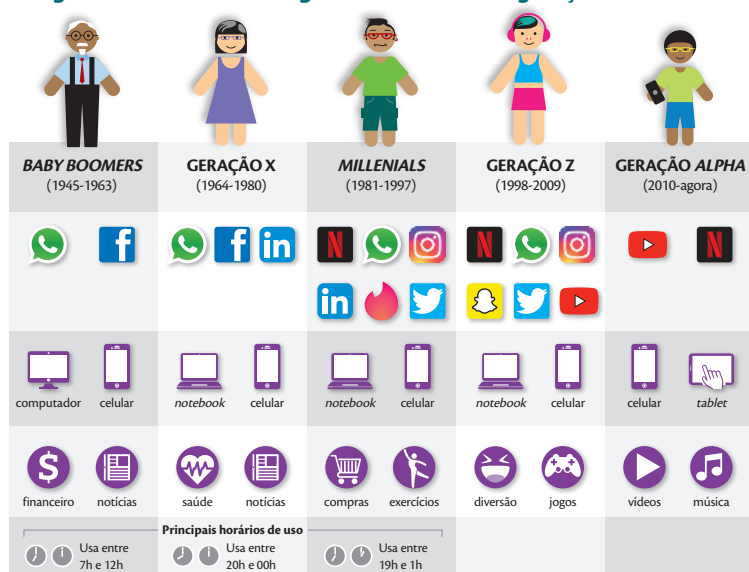 BABY BOOMERS
(1945-1963)
GERAÇÃO X
(1964-1980)
MILLENIALS
(1981-1997)
GERAÇÃO Z
(1998-2009)
GERAÇÃO ALPHA
(2010-agora)
computador celular
notebook celular
notebook celular
notebook celular
celular tablet
financeiro notícias
saúde notícias
compras exercícios
diversão jogos
vídeos música
Principais horários de uso
Usa entre
7h e 12h
Usa entre
20h e 00h
Usa entre
19h e 1h